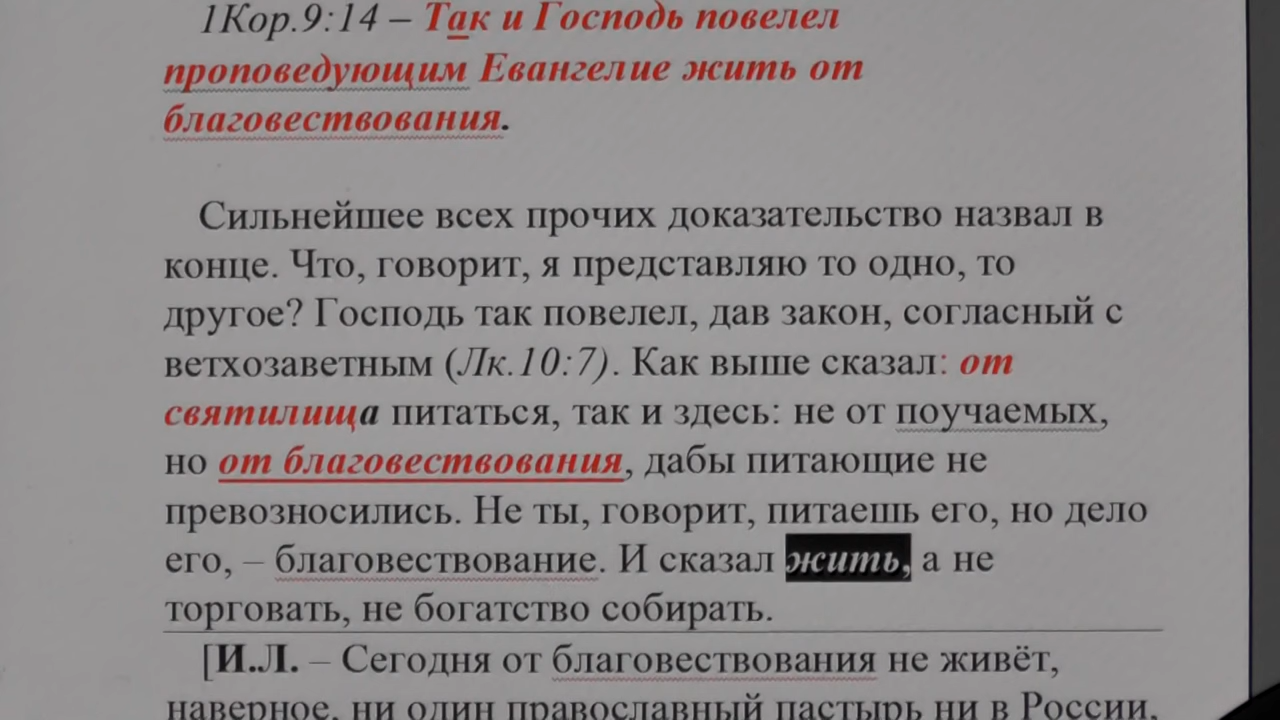 1Кор.9:14 – Так и Господь повелел
проповедующим Евангелие жить от
благовествования.
Сильнейшее всех прочих доказательство назвал в
конце. Что, говорит, я представляю то одно, то
другое? Господь так повелел, дав закон, согласный с
ветхозаветным (Лк.10:7). Как выше сказал: от
святилища питаться, так и здесь: не от поучаемых,
но от благовествования, дабы питающие не
превозносились. Не ты, говорит, питаешь его, но дело
его, – благовествование. И сказал жить, а не
торговать, не богатство собирать.
[И.Л. – Сегодня от благовествования не живёт,
наверное, ни один православный пастырь ни в России,